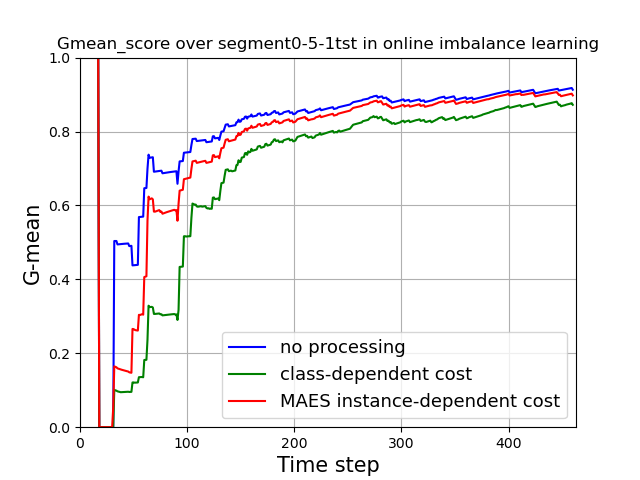 Gmean_score over segment0-5-1tst in online imbalance learning
1.0
0.8
0.6
0.4
0.2
0.0
G-mean
no processing
class-dependent cost
MAES instance-dependent cost
0 100 200 300 400
Time step